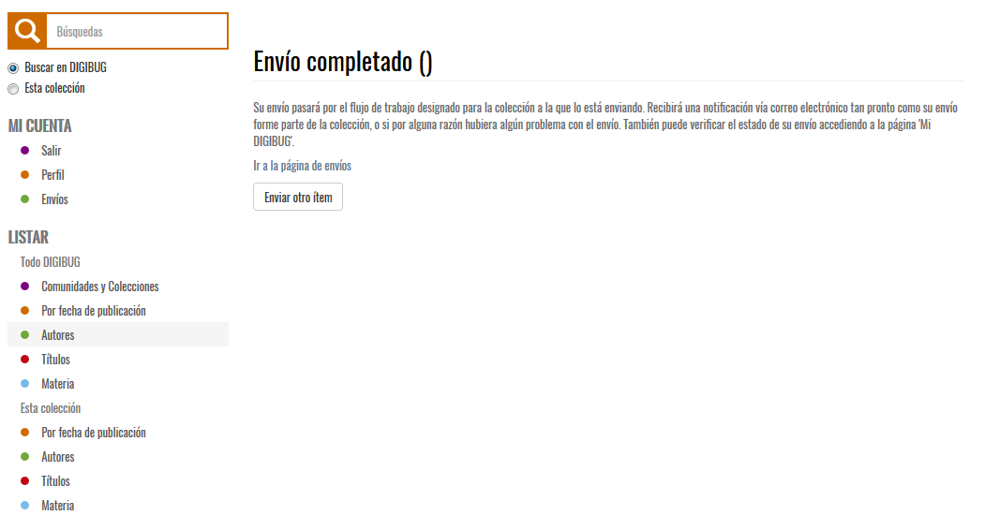 Búsquedas
Buscar en DIGIBUG
Esta colección
MI CUENTA
Salir
Perfil
Envíos
LISTAR
Todo DIGIBUG
Comunidades y Colecciones
Por fecha de publicación
Autores
Títulos
Materia
Esta colección
Por fecha de publicación
Autores
Títulos
Materia
Envío completado ()
Su envío pasará por el flujo de trabajo designado para la colección a la que lo está enviando. Recibirá una notificación vía correo electrónico tan pronto como su envío
forme parte de la colección, o si por alguna razón hubiera algún problema con el envío. También puede verificar el estado de su envío accediendo a la página 'Mi
DIGIBUG'.
Ir a la página de envíos
Enviar otro ítem